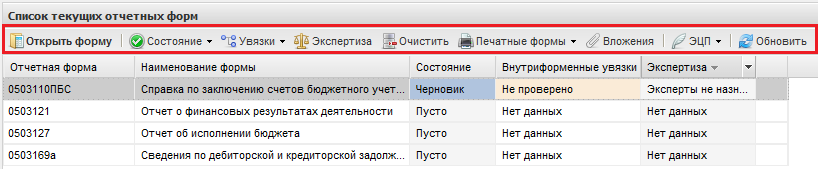 Список текущих отчетных форм
Открыть форму Состояние Увязки Экспертиза Очистить Печатные формы Вложения ЭЦП Обновить
Отчетная форма Наименование формы Состояние Внутриформенные увязки Экспертиза
0503110ПБС Справка по заключению счетов бюджетного учет... Черновик Не проверено Эксперты не назн...
0503121 Отчет о финансовых результатах деятельности Пусто Нет данных Нет данных
0503127 Отчет об исполнении бюджета Пусто Нет данных Нет данных
0503169а Сведения по дебиторской и кредиторской задолж... Пусто Нет данных Нет данных